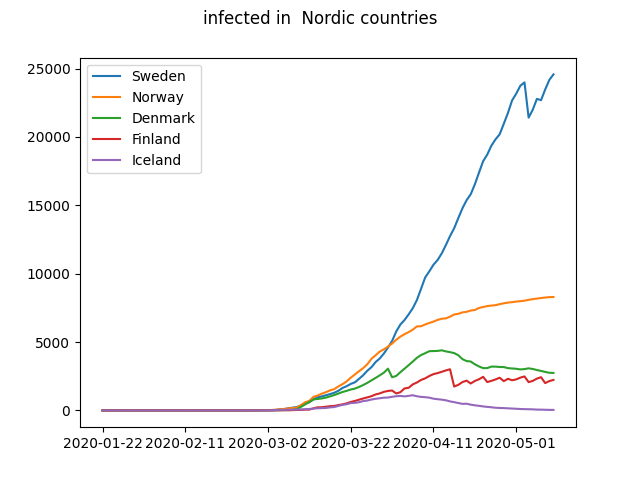 infected in  Nordic countries
25000
20000
15000
10000
5000
0
Sweden
Norway
Denmark
Finland
Iceland
2020-01-22 2020-02-11 2020-03-02 2020-03-22 2020-04-11 2020-05-01